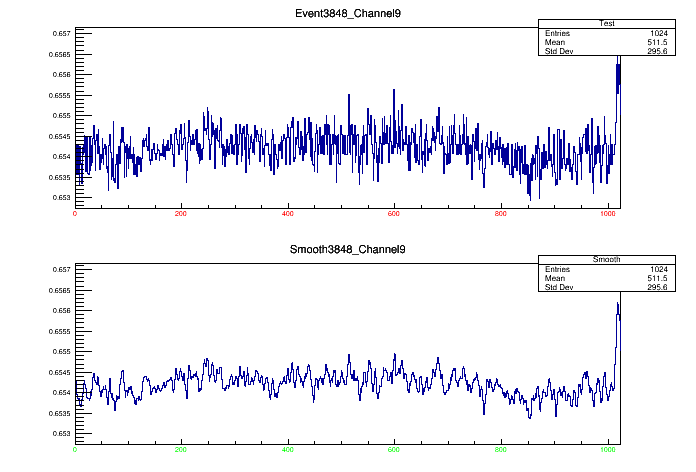 Event3848_Channel9
Test
Entries 1024
Mean 511.5
Std Dev 295.6
0.657
0.6565
0.656
0.6555
0.655
0.6545
0.654
0.6535
0.653
0 200 400 600 800 1000
Smooth3848_Channel9
Smooth
Entries 1024
Mean 511.5
Std Dev 295.6
0.657
0.6565
0.656
0.6555
0.655
0.6545
0.654
0.6535
0.653
0 200 400 600 800 1000